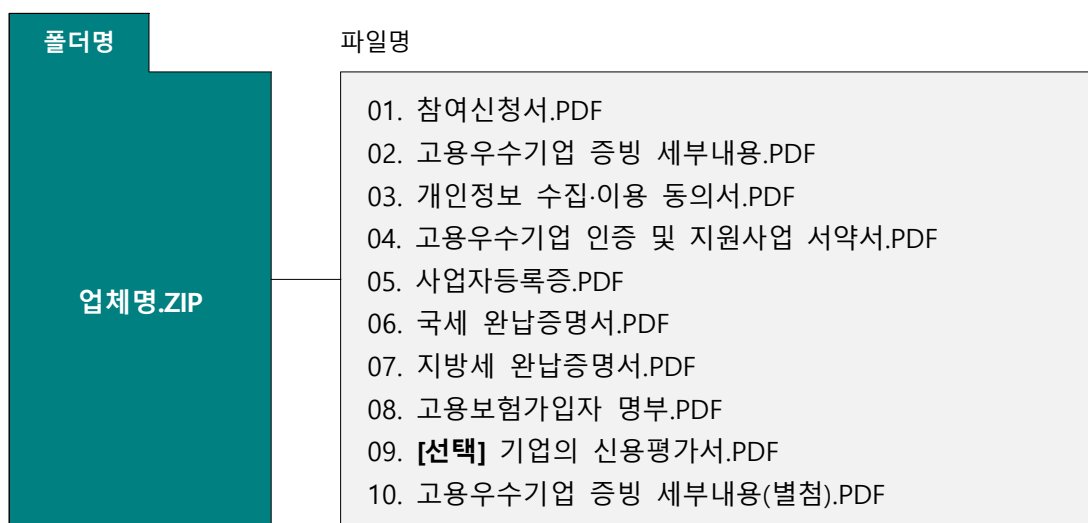 폴더명
파일명
업체명.ZIP
01. 참여신청서.PDF
02. 고용우수기업 증빙 세부내용.PDF
03. 개인정보 수집·이용 동의서.PDF
04. 고용우수기업 인증 및 지원사업 서약서.PDF
05. 사업자등록증.PDF
06. 국세 완납증명서.PDF
07. 지방세 완납증명서.PDF
08. 고용보험가입자 명부.PDF
09. [선택] 기업의 신용평가서.PDF
10. 고용우수기업 증빙 세부내용(별첨).PDF